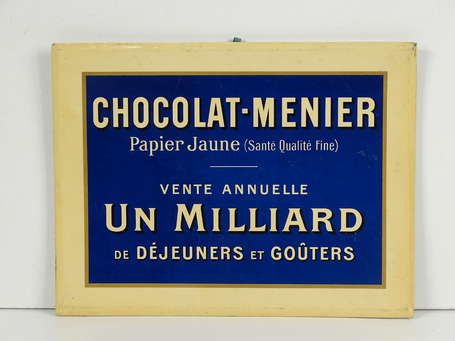 CHOCOLAT-MENIER
Papier Jaune (Santé Qualité Fine)
VENTE ANNUELLE
UN MILLIARD
DE DÉJEUNERS ET GOÛTERS